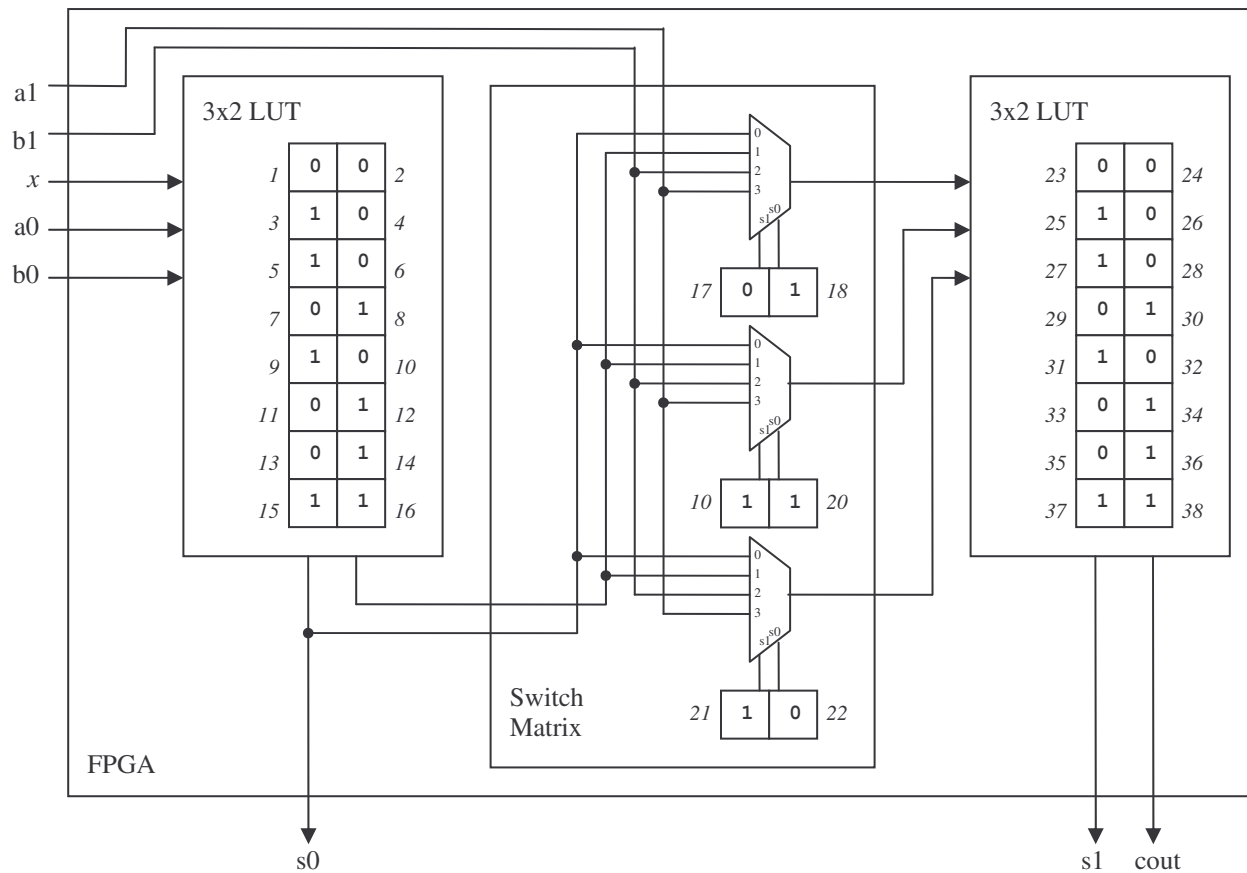 a1
b1
x
a0
b0
3x2 LUT
1 0 0 2
3 1 0 4
5 1 0 6
7 0 1 8
9 1 0 10
11 0 1 12
13 0 1 14
15 1 1 16
0
1
2
3
s1 s0
17 0 1 18
0
1
2
3
s1 s0
10 1 1 20
0
1
2
3
s1 s0
21 1 0 22
Switch
Matrix
3x2 LUT
23 0 0 24
25 1 0 26
27 1 0 28
29 0 1 30
31 1 0 32
33 0 1 34
35 0 1 36
37 1 1 38
FPGA
s0
s1 cout